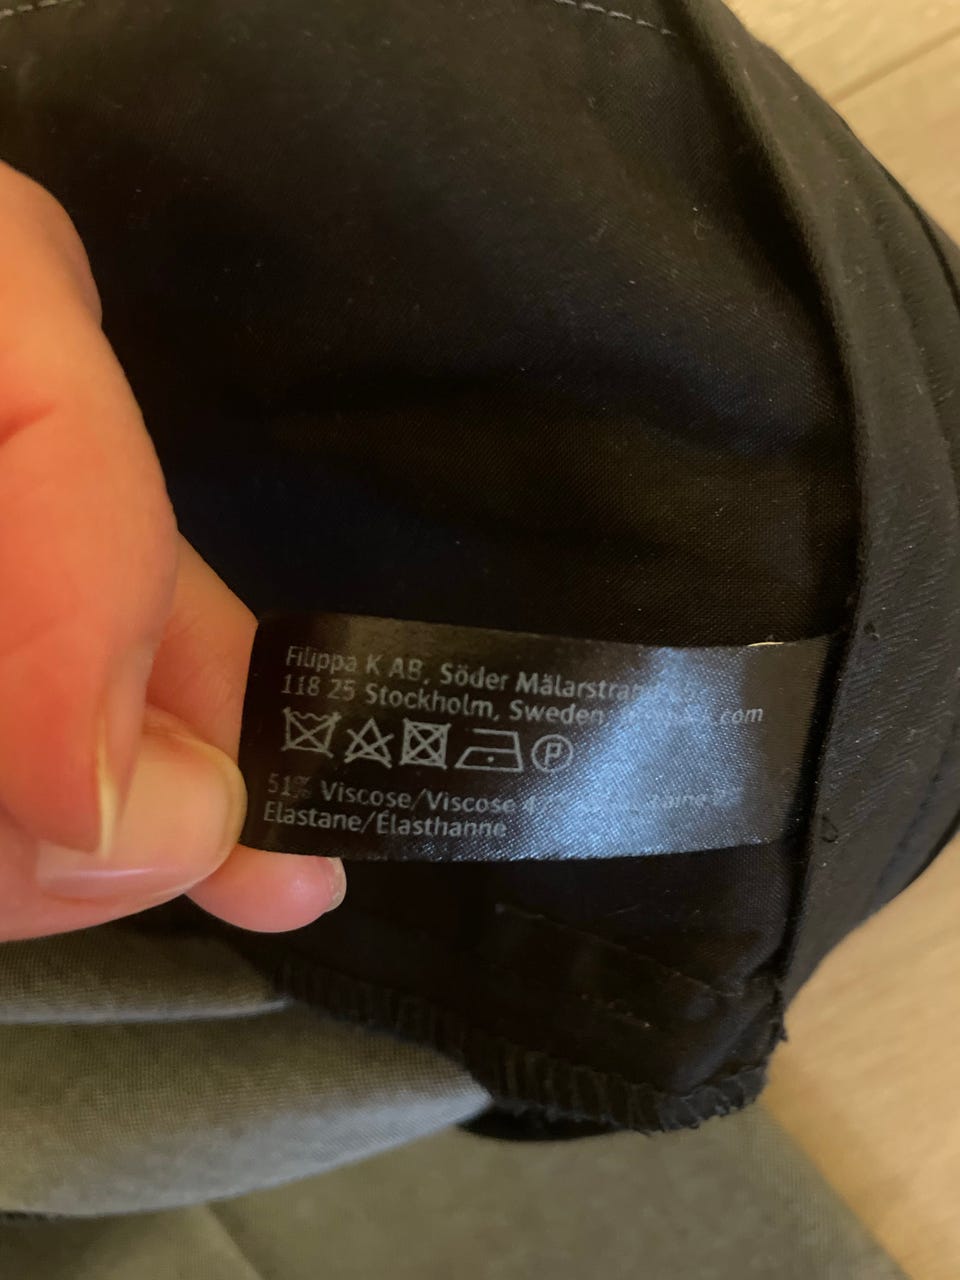 Filippa K AB, Söder Mälarstrand
118 25 Stockholm, Sweden
P
51% Viscose/Viscose
Elastane/Élasthanne